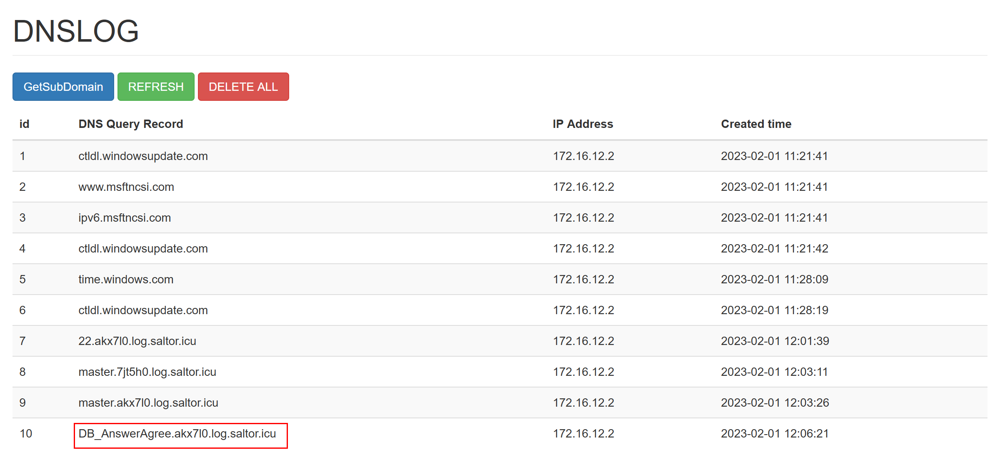 DNSLOG
GetSubDomain REFRESH DELETE ALL
id DNS Query Record IP Address Created time
1 ctldl.windowsupdate.com 172.16.12.2 2023-02-01 11:21:41
2 www.msftncsi.com 172.16.12.2 2023-02-01 11:21:41
3 ipv6.msftncsi.com 172.16.12.2 2023-02-01 11:21:41
4 ctldl.windowsupdate.com 172.16.12.2 2023-02-01 11:21:42
5 time.windows.com 172.16.12.2 2023-02-01 11:28:09
6 ctldl.windowsupdate.com 172.16.12.2 2023-02-01 11:28:19
7 22.akx7l0.log.saltor.icu 172.16.12.2 2023-02-01 12:01:39
8 master.7jt5h0.log.saltor.icu 172.16.12.2 2023-02-01 12:03:11
9 master.akx7l0.log.saltor.icu 172.16.12.2 2023-02-01 12:03:26
10 DB_AnswerAgree.akx7l0.log.saltor.icu 172.16.12.2 2023-02-01 12:06:21